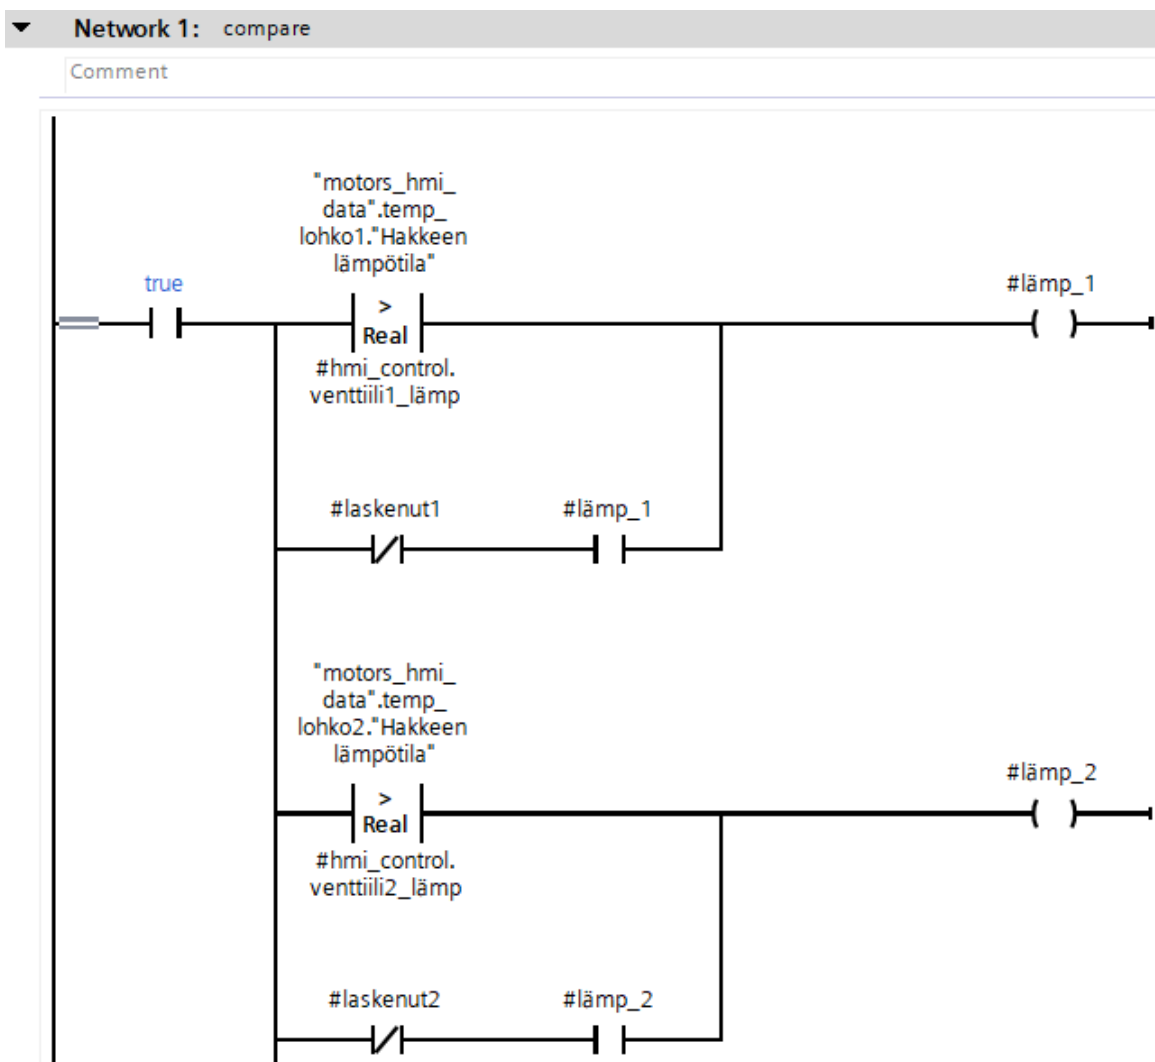 Network 1: compare
Comment
"motors_hmi_
data".temp_
lohko1."Hakkeen
lämpötila"
true
#lämp_1
>
Real
#hmi_control.
venttiili1_lämp
#laskenut1
#lämp_1
"motors_hmi_
data".temp_
lohko2."Hakkeen
lämpötila"
#lämp_2
>
Real
#hmi_control.
venttiili2_lämp
#laskenut2
#lämp_2